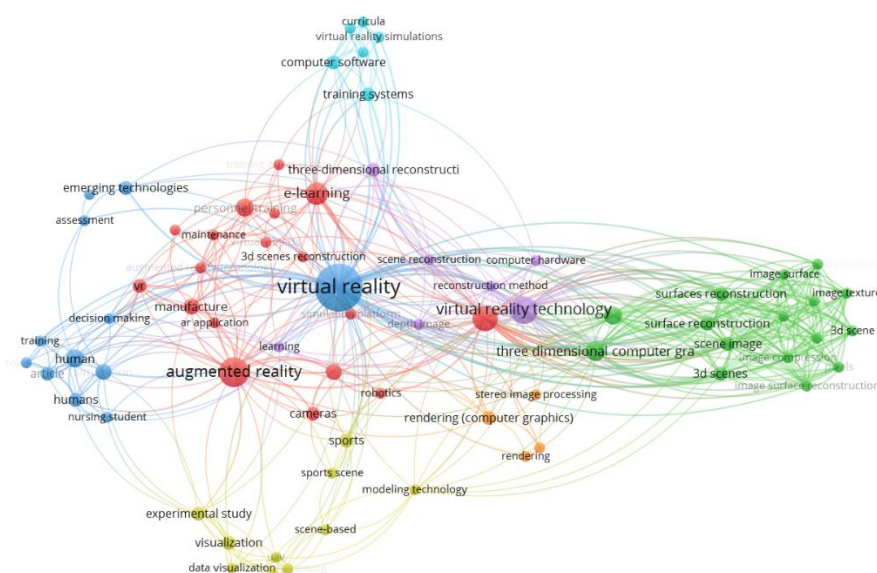 curricula
virtual reality simulations
computer software
training systems
three-dimensional reconstructi
emerging technologies
e-learning
personnel training
assessment
maintenance
3d scenes reconstruction
scene reconstruction
computer hardware
image surface
vr
virtual reality
reconstruction method
surfaces reconstruction
image texture
manufacture
simulation platform
virtual reality technology
decision making
ar application
depth image
surface reconstruction
3d scene
training
learning
scene image
human
three dimensional computer gra
image compression
article
augmented reality
3d scenes
image surface reconstruction
humans
robotics
stereo image processing
nursing student
cameras
rendering (computer graphics)
sports
rendering
sports scene
modeling technology
experimental study
scene-based
visualization
uav
data visualization